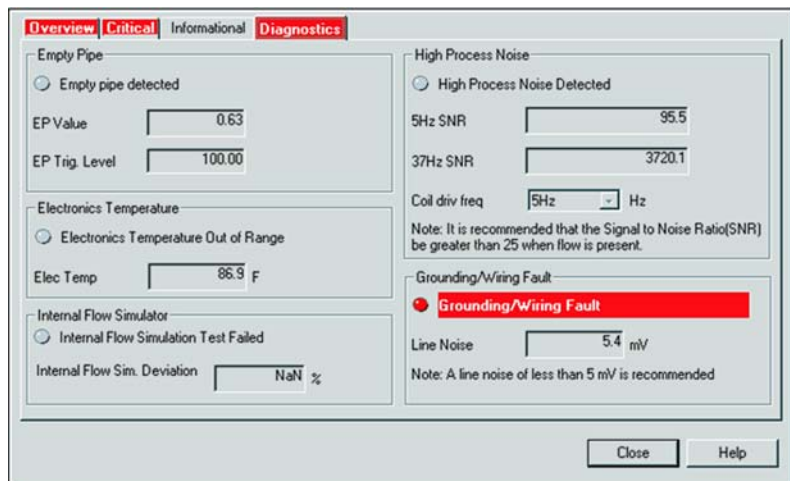 Overview Critical Informational Diagnostics
Empty Pipe
Empty pipe detected
EP Value 0.63
EP Trig. Level 100.00
Electronics Temperature
Electronics Temperature Out of Range
Elec Temp 86.9 F
Internal Flow Simulator
Internal Flow Simulation Test Failed
Internal Flow Sim. Deviation NaN %
High Process Noise
High Process Noise Detected
5Hz SNR 95.5
37Hz SNR 3720.1
Coil driv freq 5Hz Hz
Note: It is recommended that the Signal to Noise Ratio(SNR)
be greater than 25 when flow is present.
Grounding/Wiring Fault
Grounding/Wiring Fault
Line Noise 5.4 mV
Note: A line noise of less than 5 mV is recommended
Close Help